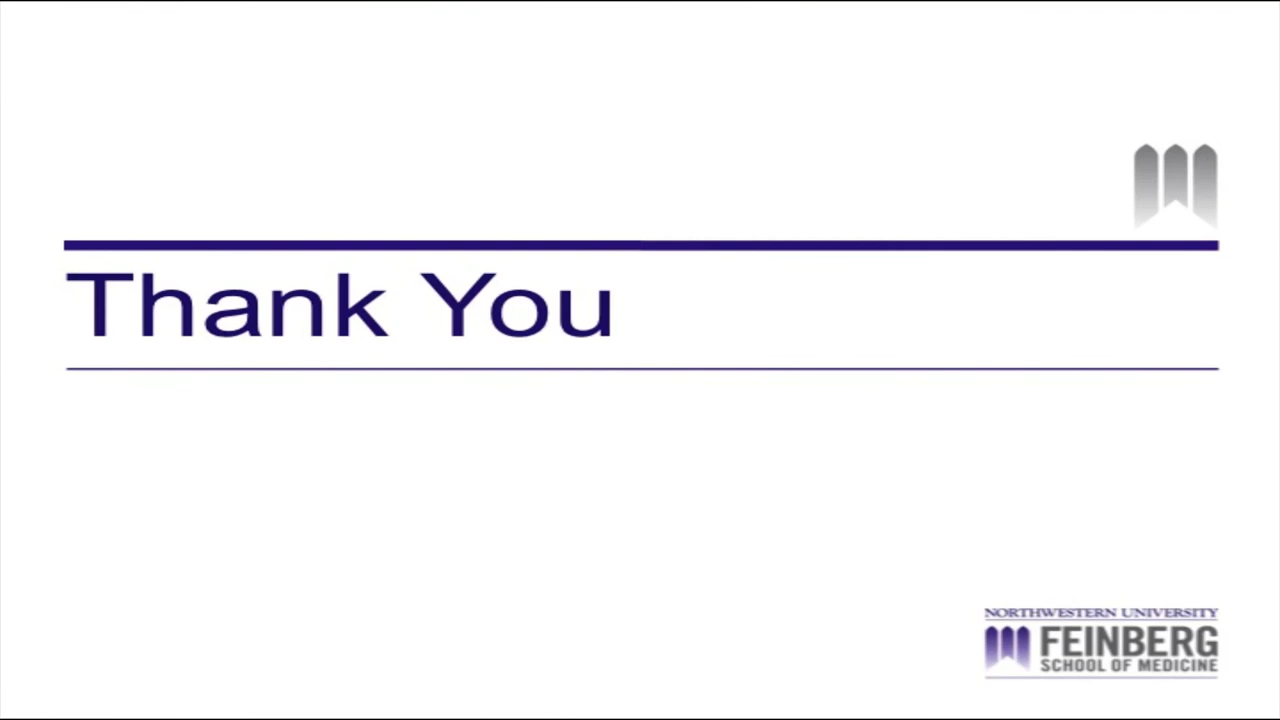 Thank You
NORTHWESTERN UNIVERSITY
FEINBERG
SCHOOL OF MEDICINE